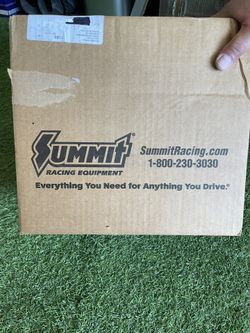 SUMMIT
RACING EQUIPMENT
SummitRacing.com
1-800-230-3030
Everything You Need for Anything You Drive.